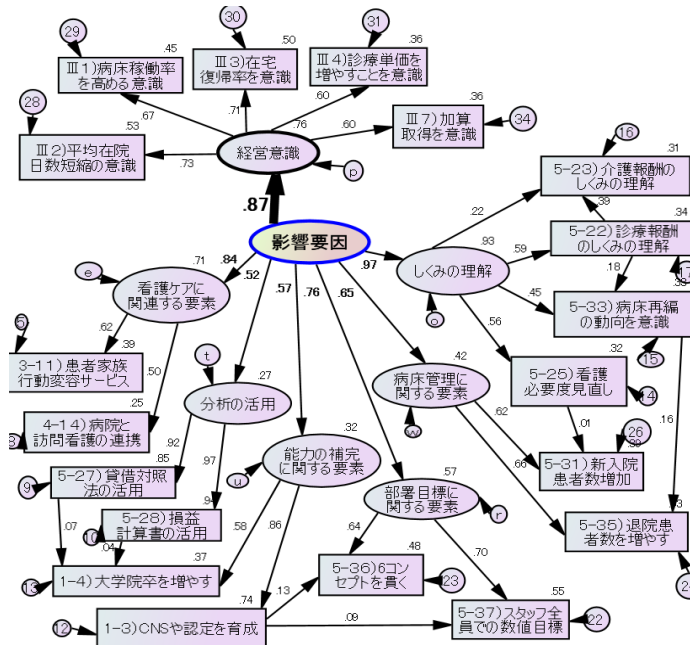 30
31
29
.50
.36
.45
Ⅲ3)在宅
復帰率を意識
Ⅲ4)診療単価を
増やすことを意識
Ⅲ1)病床稼働率
を高める意識
28
.71
.60
.36
.67
Ⅲ7)加算
取得を意識
34
.53
.76
.60
16
Ⅲ2)平均在院
日数短縮の意識
.73
経営意識
p
.31
5-23)介護報酬の
しくみの理解
.87
.22
.39
.34
影響要因
.93
.59
5-22)診療報酬
のしくみの理解
.71
.84
.97
しくみの理解
17
e
.52
.18
看護ケアに
関連する要素
.57
.76
.65
.45
5-33)病床再編
の動向を意識
o
5
.56
.62
.39
t
.42
.32
15
3-11)患者家族
行動変容サービス
.50
.27
病床管理に
関する要素
5-25)看護
必要度見直し
14
.25
分析の活用
.62
.16
4-14)病院と
訪問看護の連携
.32
w
.01
26
.92
能力の補完
に関する要素
.66
.85
.97
.57
5-31)新入院
患者数増加
9
5-27)貸借対照
法の活用
u
部署目標に
関する要素
r
5-28)損益
計算書の活用
10
.07
.58
.86
.64
5-35)退院患
者数を増やす
.04
.37
.48
.70
13
1-4)大学院卒を増やす
5-36)6コン
セプトを貫く
23
.74
.13
.55
12
1-3)CNSや認定を育成
.09
5-37)スタッフ全
員での数値目標
22